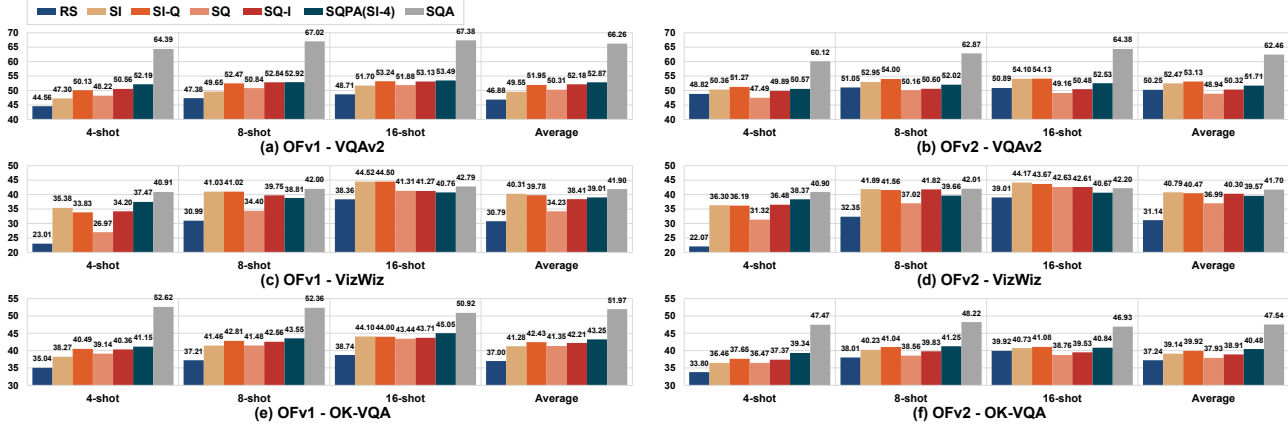 RS SI SI-Q SQ SQ-I SQPA(SI-4) SQA
70 65 60 55 50 45 40
44.56 47.30 50.13 48.22 50.56 52.19 64.39
47.38 49.65 52.47 50.84 52.84 52.92 67.02
48.71 51.70 53.24 51.88 53.13 53.49 67.38
46.88 49.55 51.95 50.31 52.18 52.87 66.26
4-shot 8-shot 16-shot Average
(a) OFv1 - VQAv2
70 65 60 55 50 45 40
48.82 50.36 51.27 47.49 49.89 50.57 60.12
51.05 52.95 54.00 50.16 50.60 52.02 62.87
50.89 54.10 54.13 49.16 50.48 52.53 64.38
50.25 52.47 53.13 48.94 50.32 51.71 62.46
4-shot 8-shot 16-shot Average
(b) OFv2 - VQAv2
50 45 40 35 30 25 20
23.01 35.38 33.83 26.97 34.20 37.47 40.91
30.99 41.03 41.02 34.40 39.75 38.81 42.00
38.36 44.52 44.50 41.31 41.27 40.76 42.79
30.79 40.31 39.78 34.23 38.41 39.01 41.90
4-shot 8-shot 16-shot Average
(c) OFv1 - VizWiz
50 45 40 35 30 25 20
22.07 36.30 36.19 31.32 36.48 38.37 40.90
32.35 41.89 41.56 37.02 41.82 39.66 42.01
39.01 44.17 43.67 42.63 42.61 40.67 42.20
31.14 40.79 40.47 36.99 40.30 39.57 41.70
4-shot 8-shot 16-shot Average
(d) OFv2 - VizWiz
55 50 45 40 35 30
35.04 38.27 40.49 39.14 40.36 41.15 52.62
37.21 41.46 42.81 41.48 42.56 43.55 52.36
38.74 44.10 44.00 43.44 43.71 45.05 50.92
37.00 41.28 42.43 41.35 42.21 43.25 51.97
4-shot 8-shot 16-shot Average
(e) OFv1 - OK-VQA
55 50 45 40 35 30
33.80 36.46 37.65 36.47 37.37 39.34 47.47
38.01 40.23 41.04 38.56 39.83 41.25 48.22
39.92 40.73 41.08 38.76 39.53 40.84 46.93
37.24 39.14 39.92 37.93 38.91 40.48 47.54
4-shot 8-shot 16-shot Average
(f) OFv2 - OK-VQA